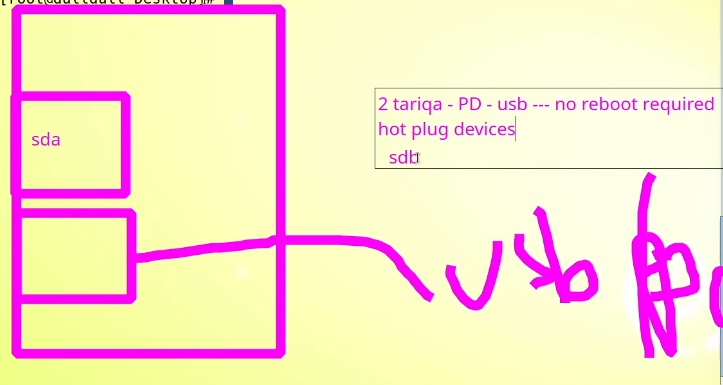 2 tariqa - PD - usb --- no reboot required
hot plug devices
sda
sdb
usb